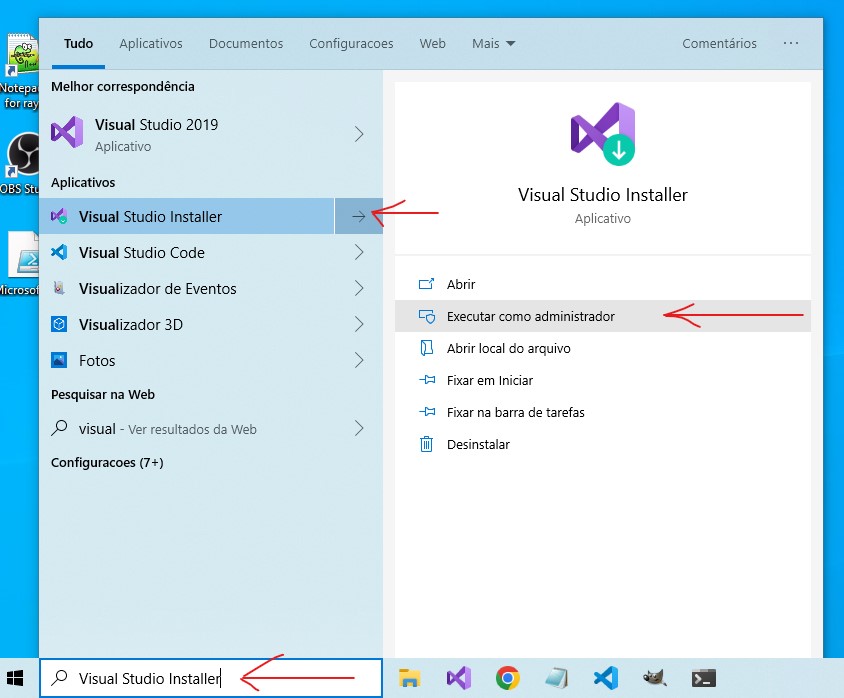 Tudo Aplicativos Documentos Configuracoes Web Mais Comentários ...
Notepa
for ray
OBS Stu
Microsof
Melhor correspondência
Visual Studio 2019
Aplicativo
Aplicativos
Visual Studio Installer
Visual Studio Code
Visualizador de Eventos
Visualizador 3D
Fotos
Pesquisar na Web
visual - Ver resultados da Web
Configuracoes (7+)
Visual Studio Installer
Aplicativo
Abrir
Executar como administrador
Abrir local do arquivo
Fixar em Iniciar
Fixar na barra de tarefas
Desinstalar
Visual Studio Installer